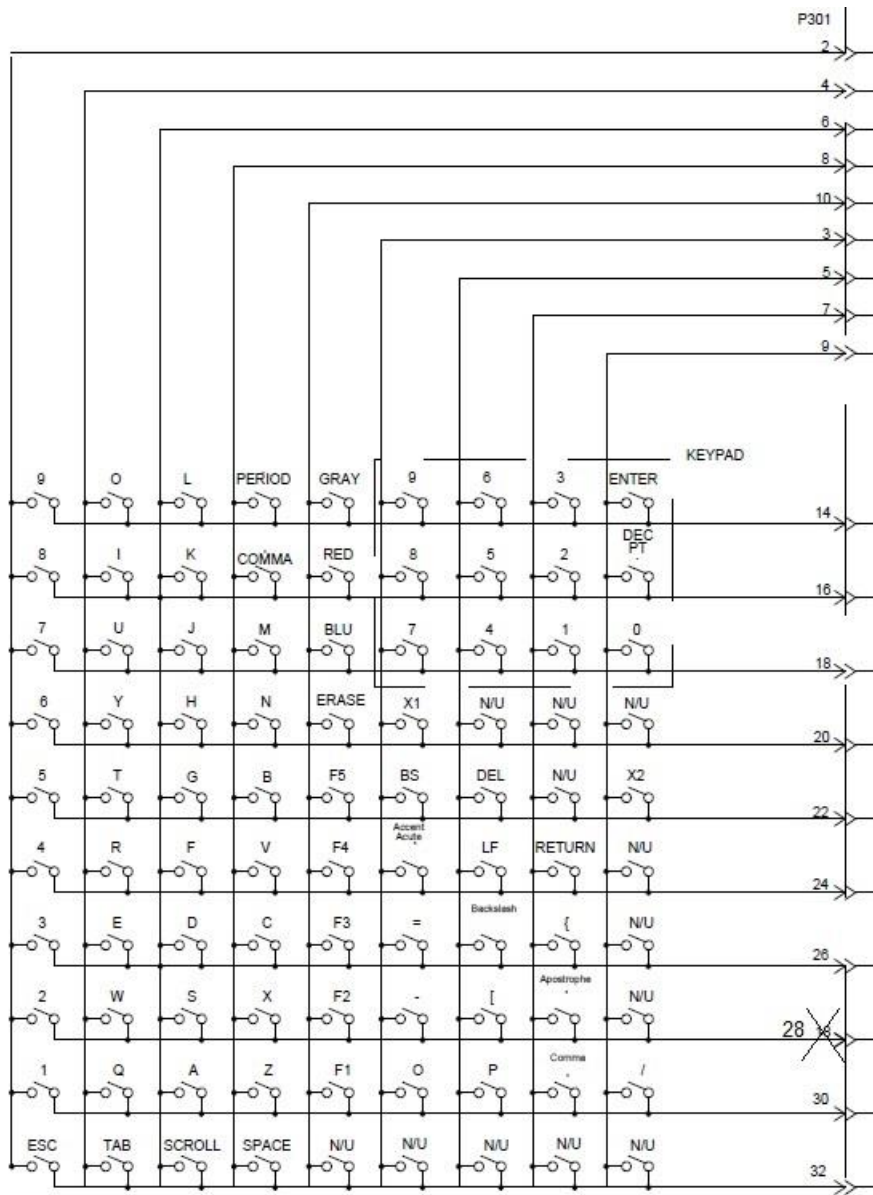 P301
2
4
6
8
10
3
5
7
9
KEYPAD
9 O L PERIOD GRAY 9 6 3 ENTER
14
8 I K COMMA RED 8 5 2 DEC PT .
16
7 U J M BLU 7 4 1 0
18
6 Y H N ERASE X1 N/U N/U N/U
20
5 T G B F5 BS DEL N/U X2
22
4 R F V F4 Accent Acute ´ LF RETURN N/U
24
3 E D C F3 = Backslash { N/U
26
2 W S X F2 - [ Apostrophe ' N/U
28 18
1 Q A Z F1 O P Comma , /
30
ESC TAB SCROLL SPACE N/U N/U N/U N/U N/U
32